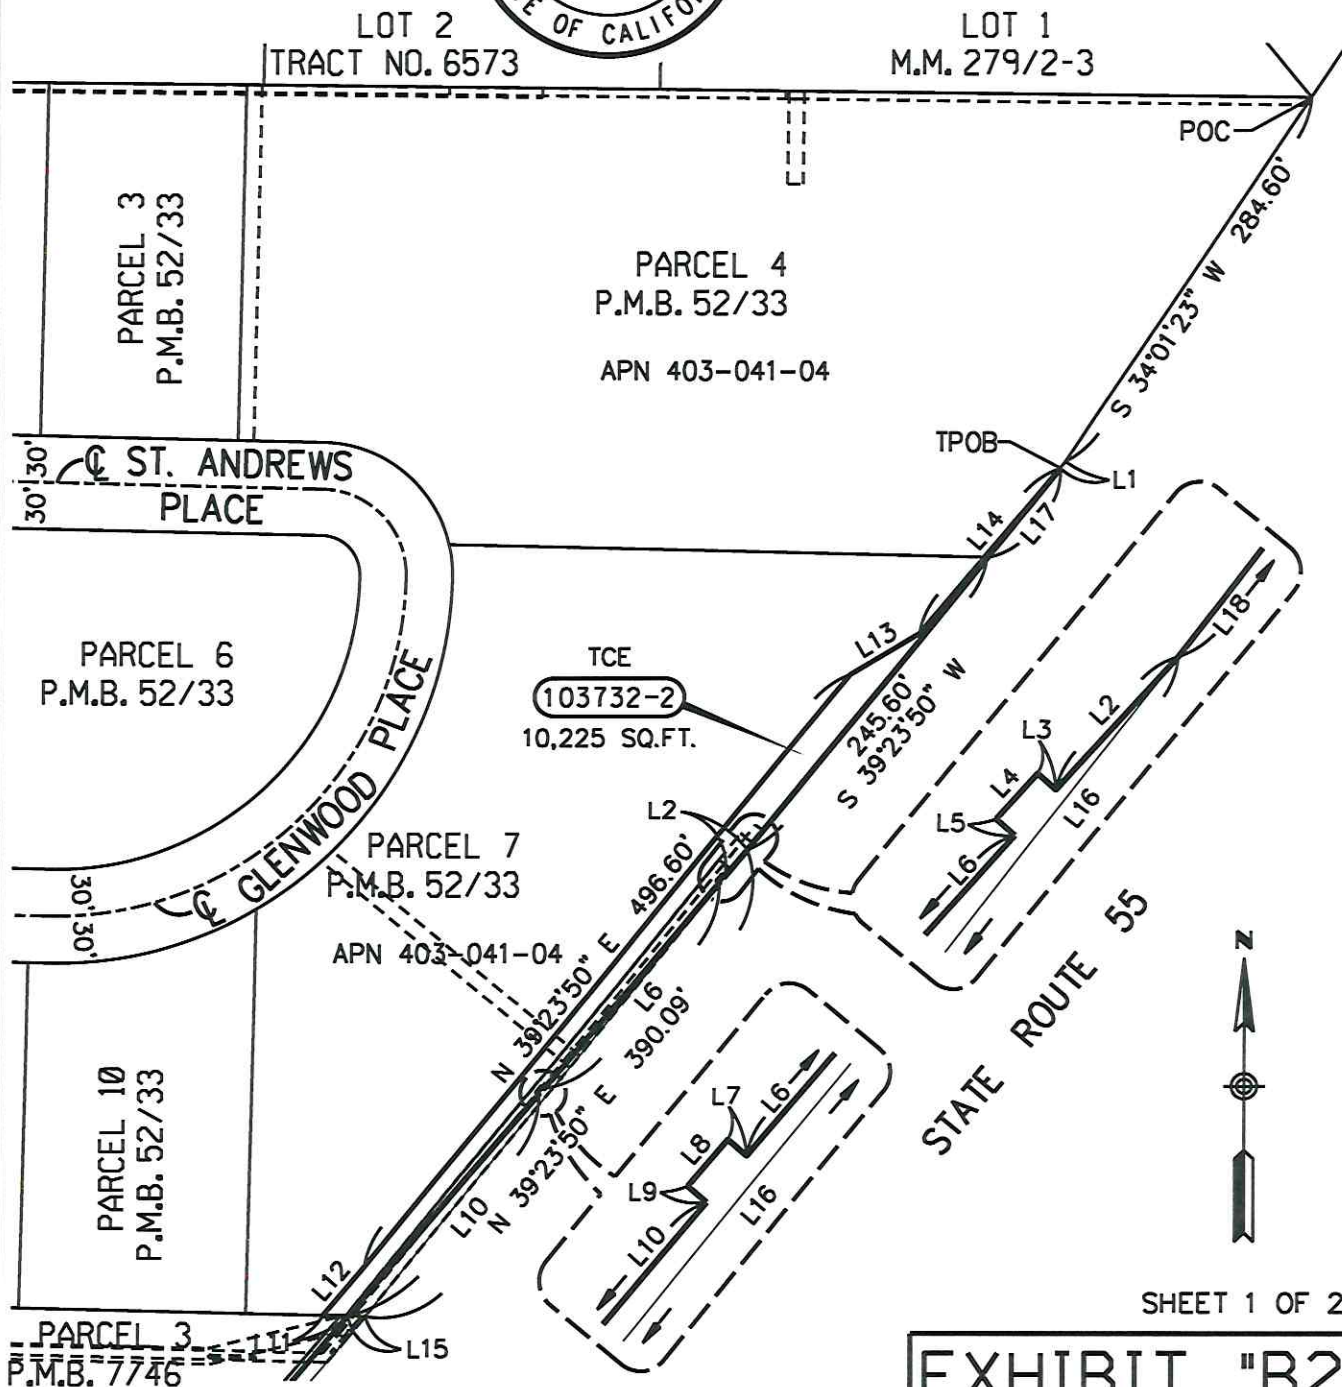 E OF CALIFO
LOT 2
TRACT NO. 6573
LOT 1
M.M. 279/2-3
POC
S 34°01'23" W 284.60'
PARCEL 3
P.M.B. 52/33
PARCEL 4
P.M.B. 52/33
APN 403-041-04
TPOB
L1
30' 30'
℄ ST. ANDREWS
PLACE
L14
L17
PARCEL 6
P.M.B. 52/33
TCE
103732-2
10,225 SQ.FT.
L13
245.60'
S 39°23'50" W
L18
L2
L3
L4
L5
L16
L6
L2
℄ GLENWOOD PLACE
30' 30'
PARCEL 7
P.M.B. 52/33
APN 403-041-04
N 39°23'50" E 496.60'
L6
N 39°23'50" E 390.09'
STATE ROUTE 55
N
PARCEL 10
P.M.B. 52/33
L7
L6
L8
L9
L16
L10
L10
L12
L11
L15
PARCEL 3
P.M.B. 7746
SHEET 1 OF 2
EXHIBIT "B2